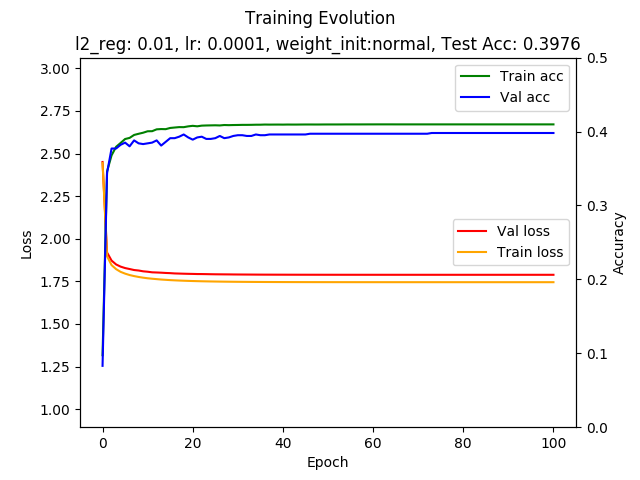 Training Evolution
l2_reg: 0.01, lr: 0.0001, weight_init:normal, Test Acc: 0.3976
Train acc
Val acc
Val loss
Train loss
Loss
3.00
2.75
2.50
2.25
2.00
1.75
1.50
1.25
1.00
0.5
0.4
0.3
0.2
0.1
0.0
Accuracy
0 20 40 60 80 100
Epoch